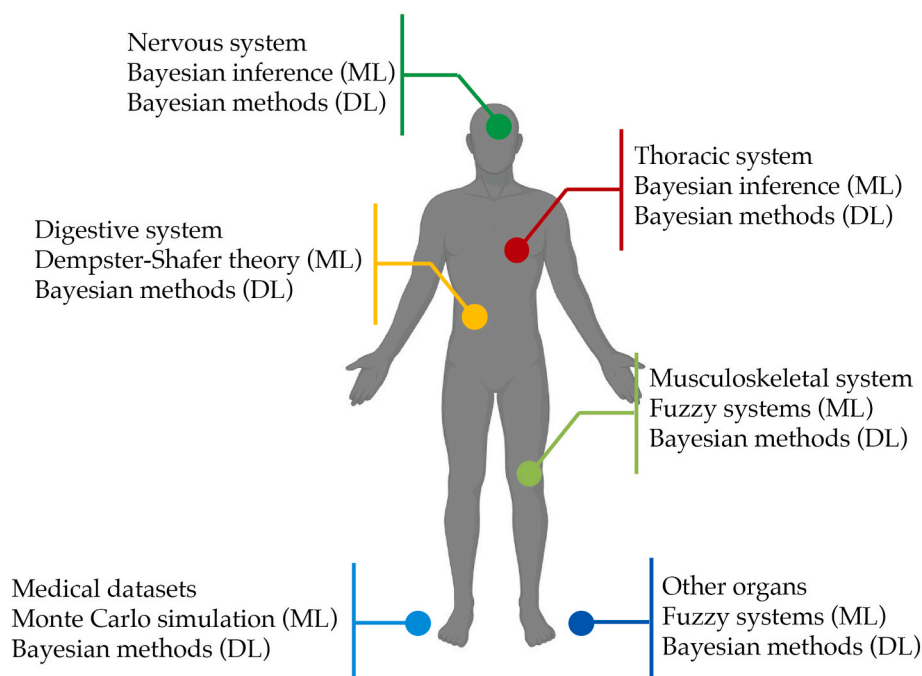 Nervous system
Bayesian inference (ML)
Bayesian methods (DL)
Thoracic system
Bayesian inference (ML)
Bayesian methods (DL)
Digestive system
Dempster-Shafer theory (ML)
Bayesian methods (DL)
Musculoskeletal system
Fuzzy systems (ML)
Bayesian methods (DL)
Medical datasets
Monte Carlo simulation (ML)
Bayesian methods (DL)
Other organs
Fuzzy systems (ML)
Bayesian methods (DL)